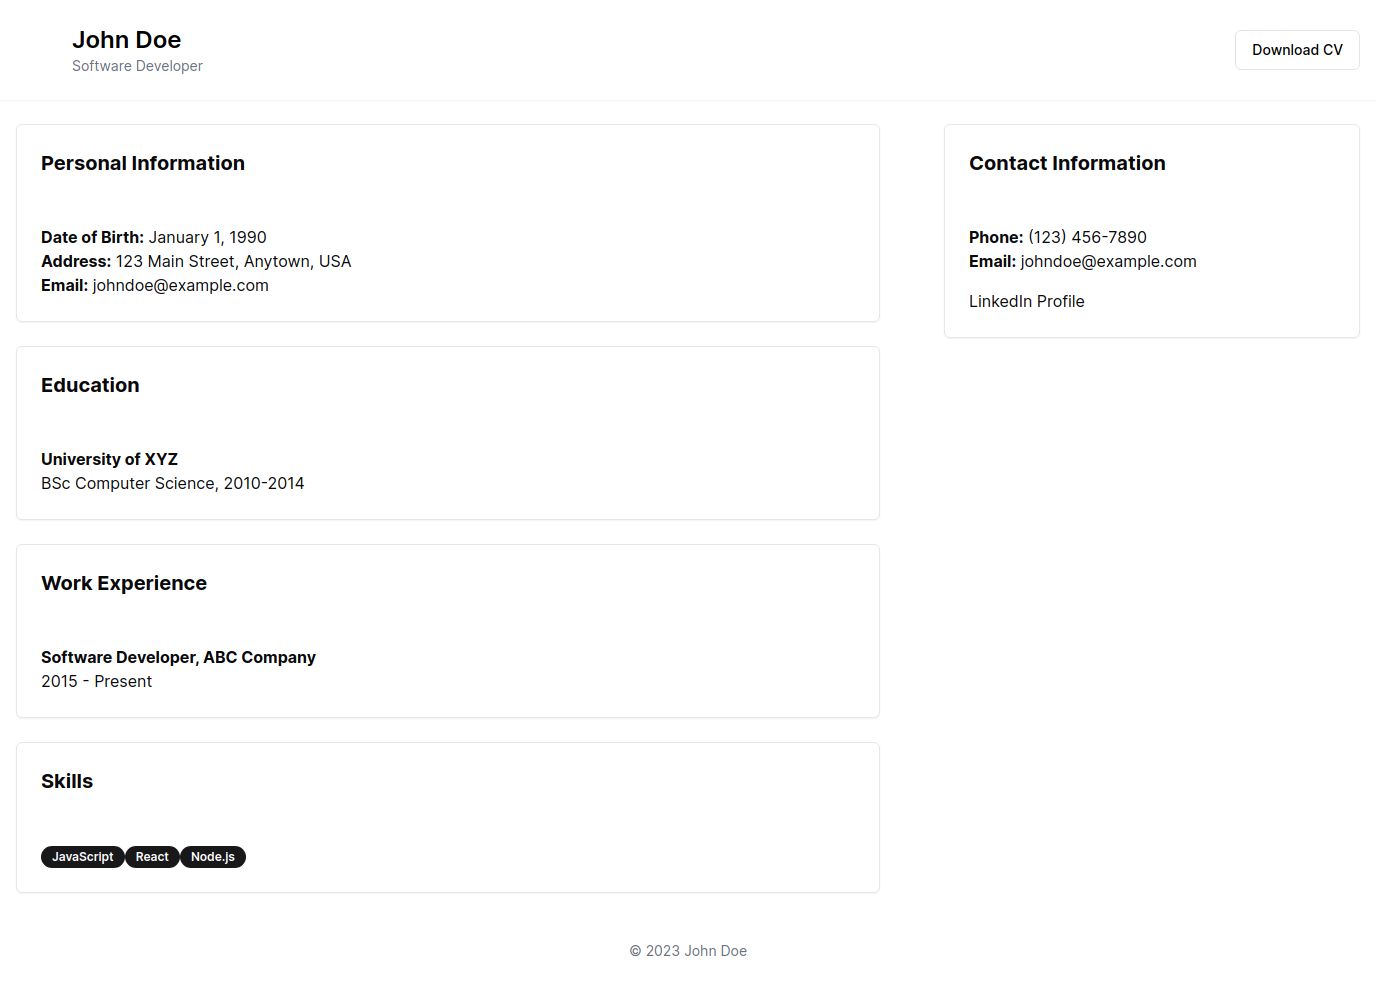 John Doe
Software Developer
Download CV
Personal Information
Date of Birth: January 1, 1990
Address: 123 Main Street, Anytown, USA
Email: johndoe@example.com
Education
University of XYZ
BSc Computer Science, 2010-2014
Work Experience
Software Developer, ABC Company
2015 - Present
Skills
JavaScript React Node.js
Contact Information
Phone: (123) 456-7890
Email: johndoe@example.com
LinkedIn Profile
© 2023 John Doe